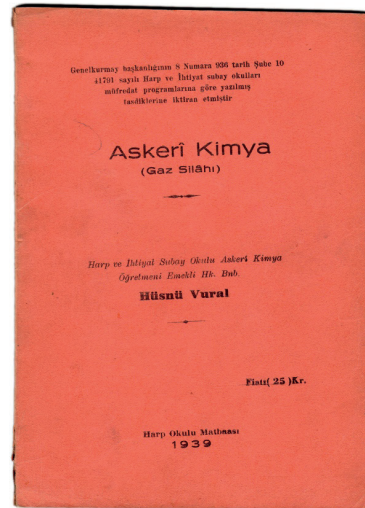 Genelkurmay başkanlığının 8 Numara 936 tarih Şube 10
41791 sayılı Harp ve İhtiyat subay okulları
müfredat programlarına göre yazılmış
tasdiklerine iktiran etmiştir
Askerî Kimya
(Gaz Silâhı)
Harp ve İhtiyat Subay Okulu Askerî Kimya
Öğretmeni Emekli Hk. Bnb.
Hüsnü Vural
Fiatı( 25 )Kr.
Harp Okulu Matbaası
1939